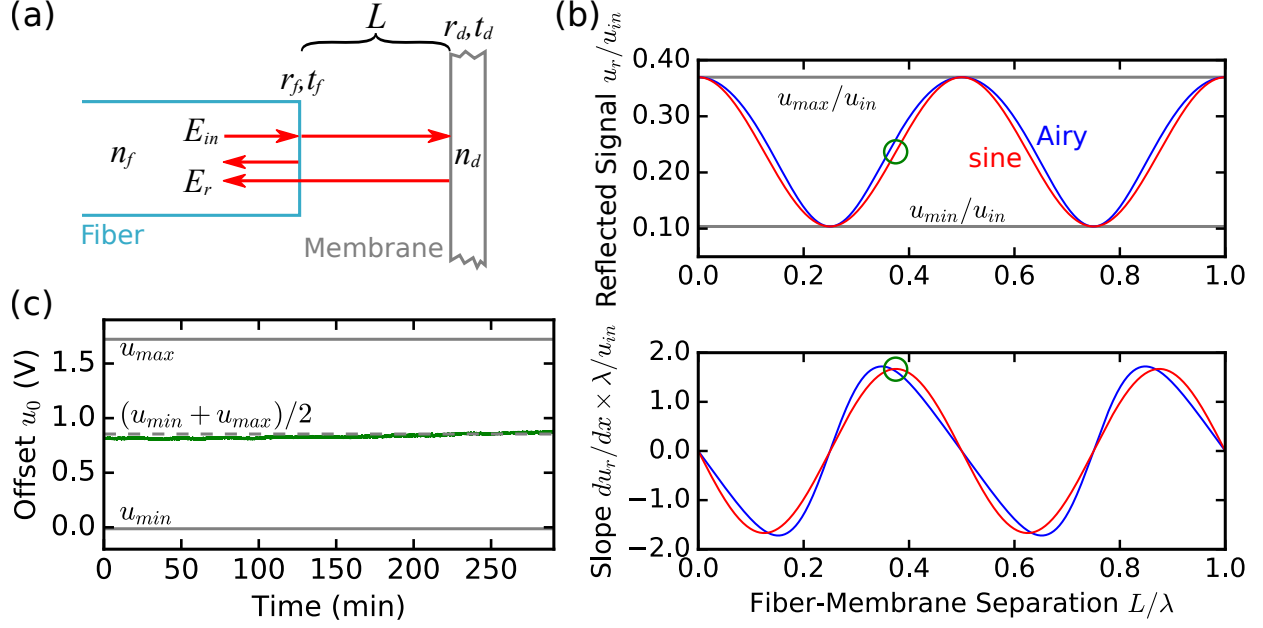 (a)
L
r_d,t_d
r_f,t_f
E_in
n_f
n_d
E_r
Fiber
Membrane
(b)
Reflected Signal u_r/u_in
0.40
0.30
0.20
0.10
u_max/u_in
Airy
sine
u_min/u_in
0.0 0.2 0.4 0.6 0.8 1.0
Slope du_r/dx × λ/u_in
2.0
1.0
0.0
−1.0
−2.0
0.0 0.2 0.4 0.6 0.8 1.0
Fiber-Membrane Separation L/λ
(c)
Offset u_0 (V)
1.5
1.0
0.5
0.0
u_max
(u_min + u_max)/2
u_min
0 50 100 150 200 250
Time (min)